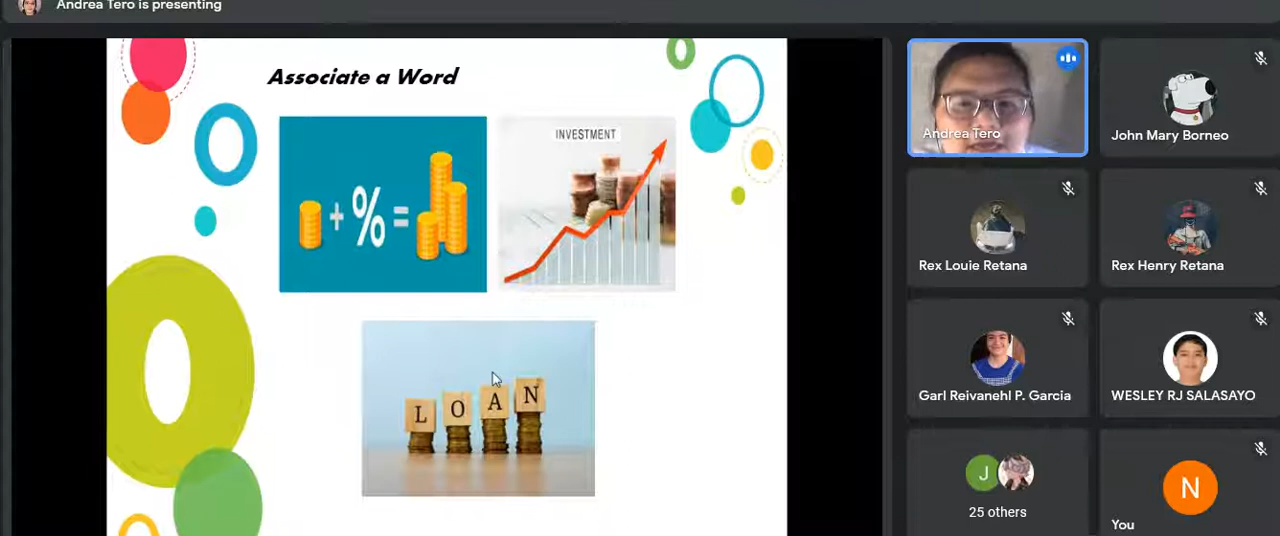 Andrea Tero is presenting
Associate a Word
+ % =
INVESTMENT
L O A N
Andrea Tero
John Mary Borneo
Rex Louie Retana
Rex Henry Retana
Garl Reivanehl P. Garcia
WESLEY RJ SALASAYO
J
25 others
N
You